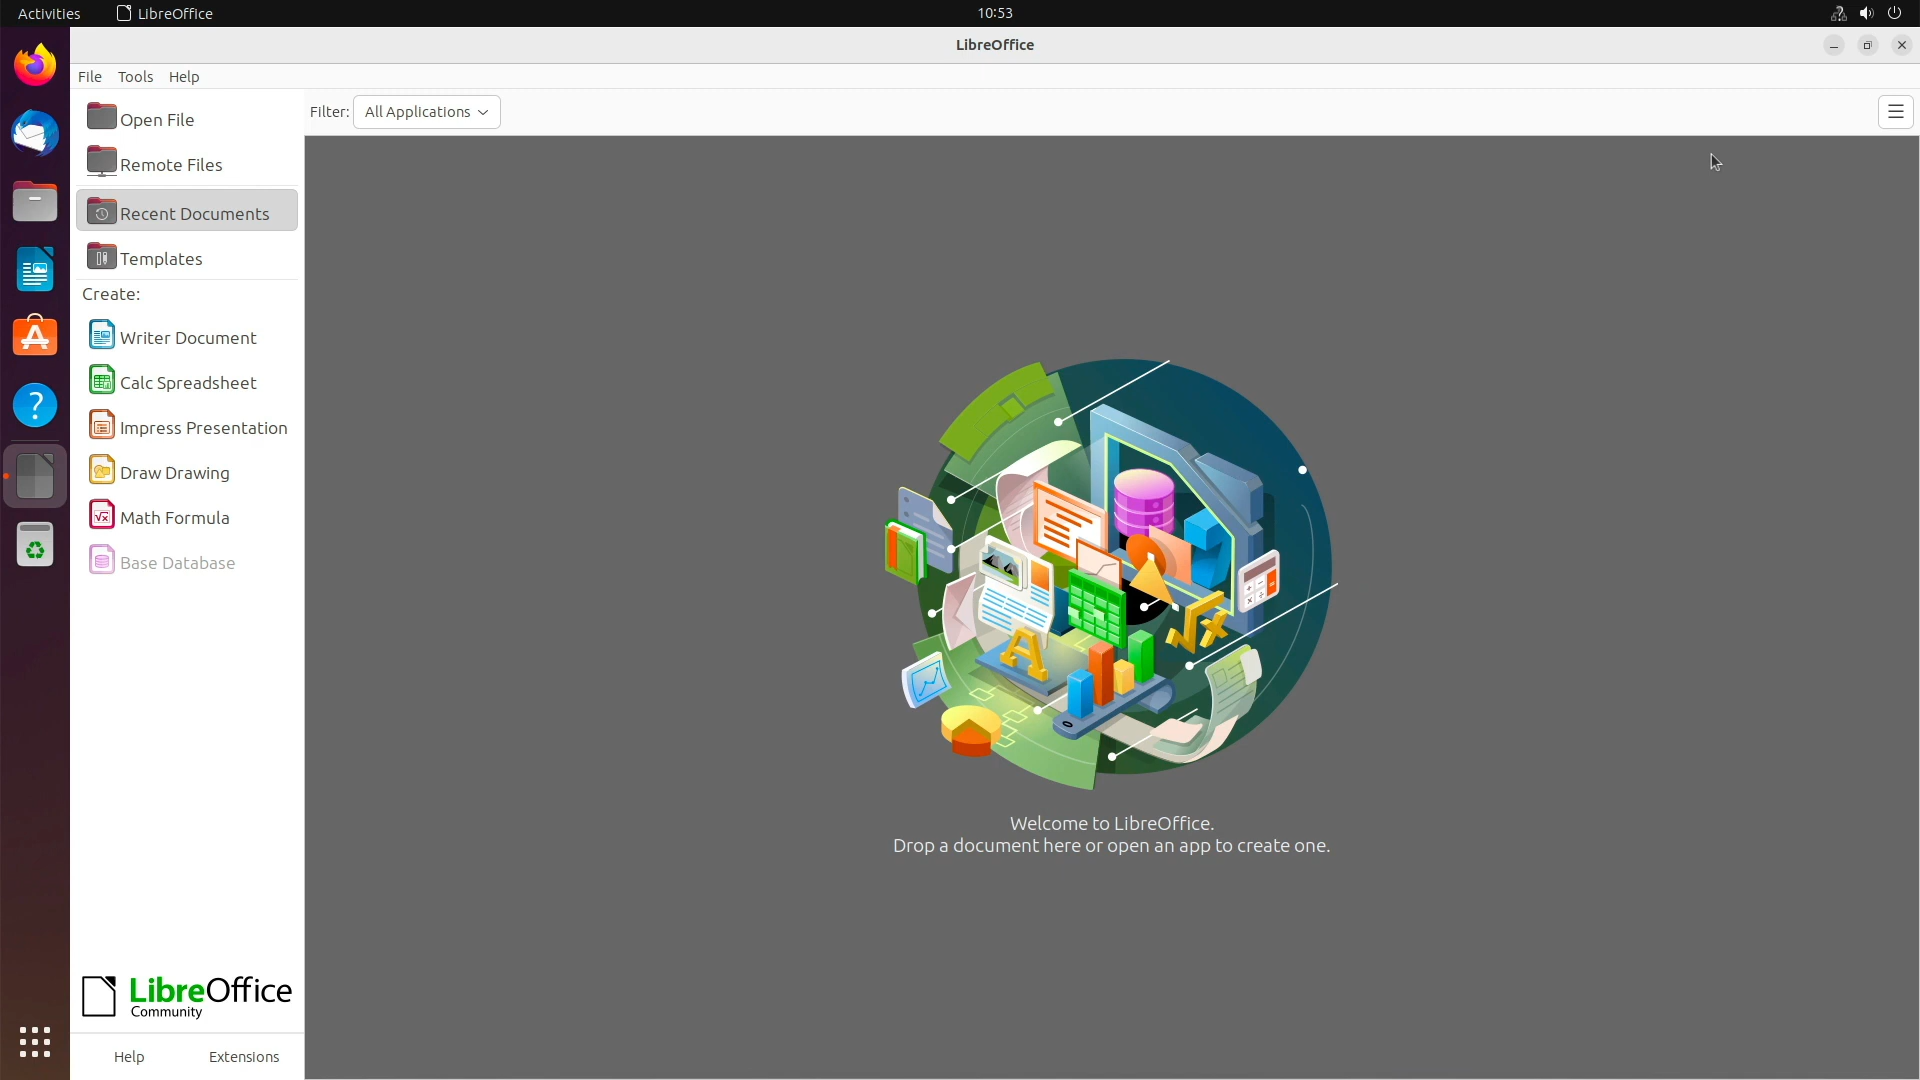 Activities LibreOffice 10:53
LibreOffice
File Tools Help
Open File
Remote Files
Recent Documents
Templates
Create:
Writer Document
Calc Spreadsheet
Impress Presentation
Draw Drawing
Math Formula
Base Database
LibreOffice
Community
Help Extensions
Filter: All Applications
Welcome to LibreOffice.
Drop a document here or open an app to create one.